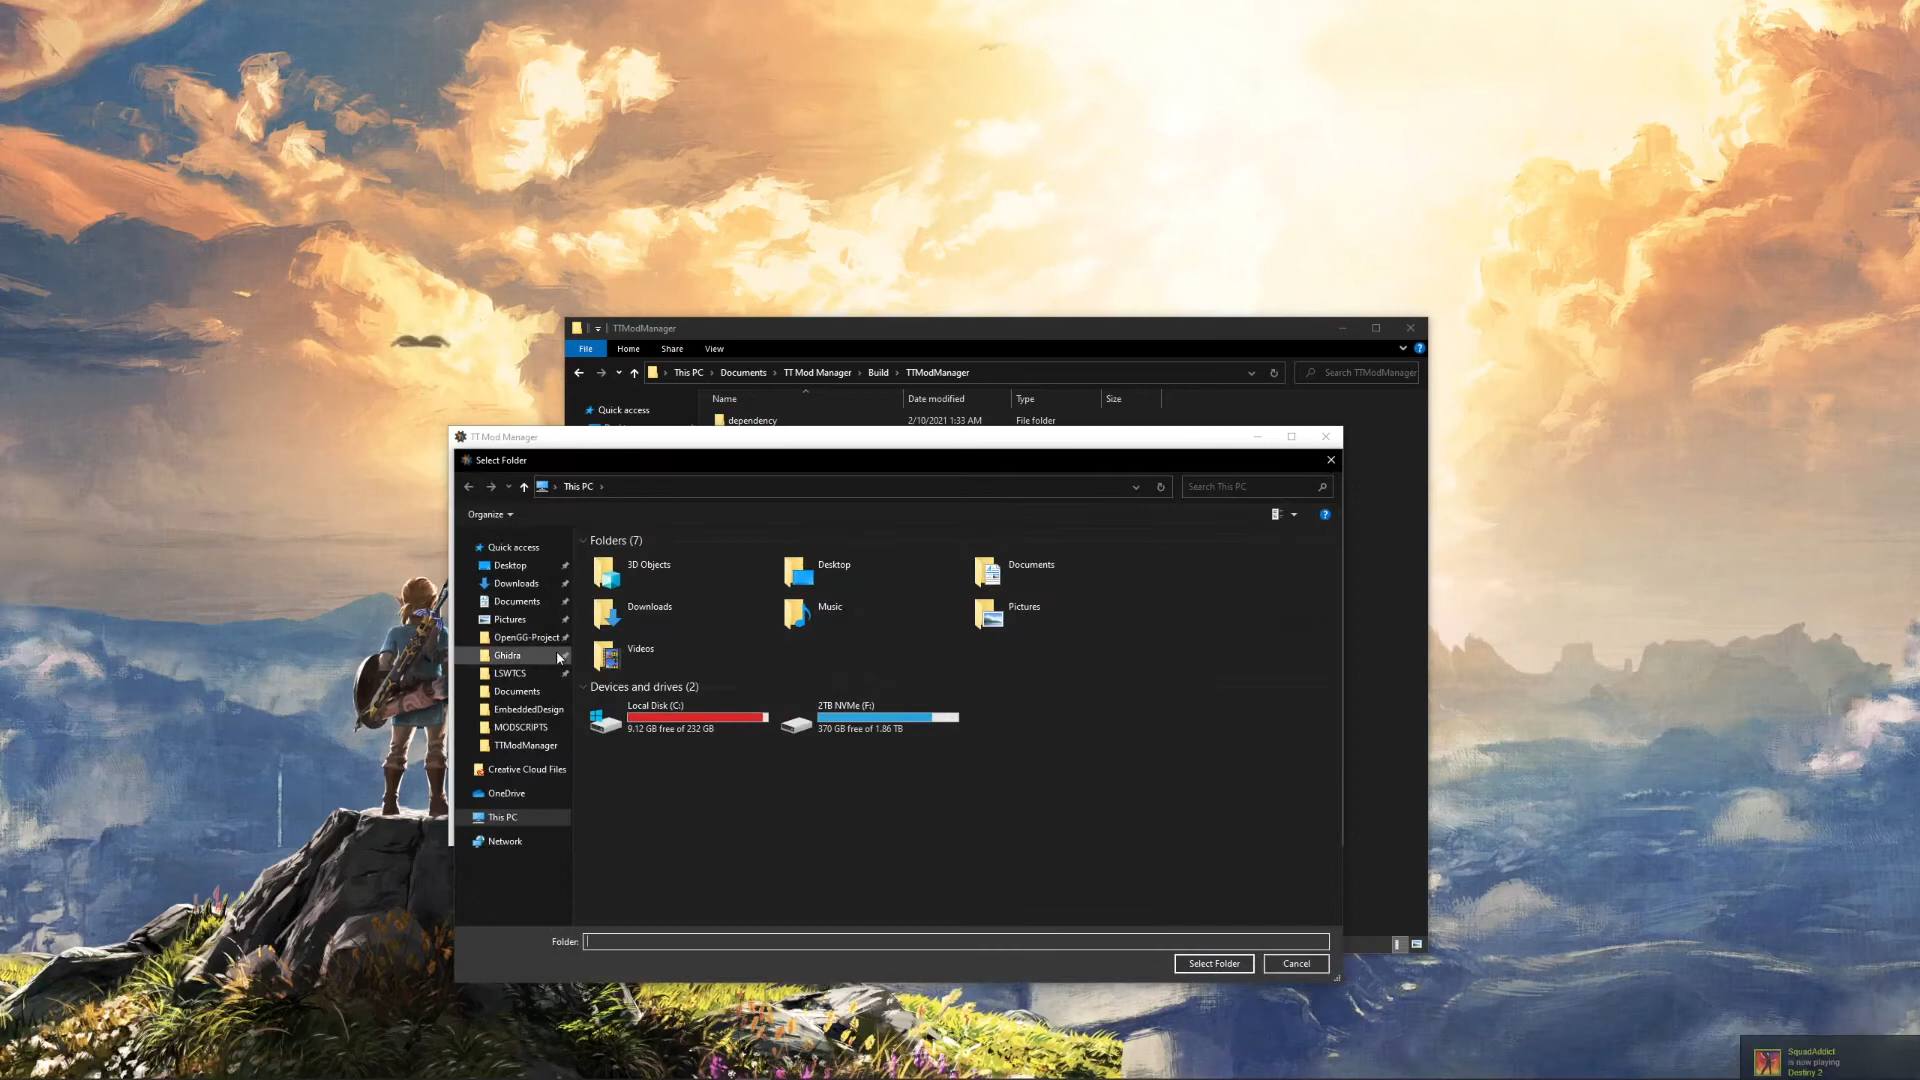 TTModManager
File Home Share View
This PC Documents TT Mod Manager Build TTModManager
Search TTModManager
Name Date modified Type Size
Quick access
dependency 2/10/2021 1:33 AM File folder
TT Mod Manager
Select Folder
This PC
Search This PC
Organize
Quick access
Desktop
Downloads
Documents
Pictures
OpenGG-Project
Ghidra
LSWTCS
Documents
EmbeddedDesign
MODSCRIPTS
TTModManager
Creative Cloud Files
OneDrive
This PC
Network
Folders (7)
3D Objects
Desktop
Documents
Downloads
Music
Pictures
Videos
Devices and drives (2)
Local Disk (C:)
9.12 GB free of 232 GB
2TB NVMe (F:)
370 GB free of 1.86 TB
Folder:
Select Folder
Cancel
SquadAddict
is now playing
Destiny 2